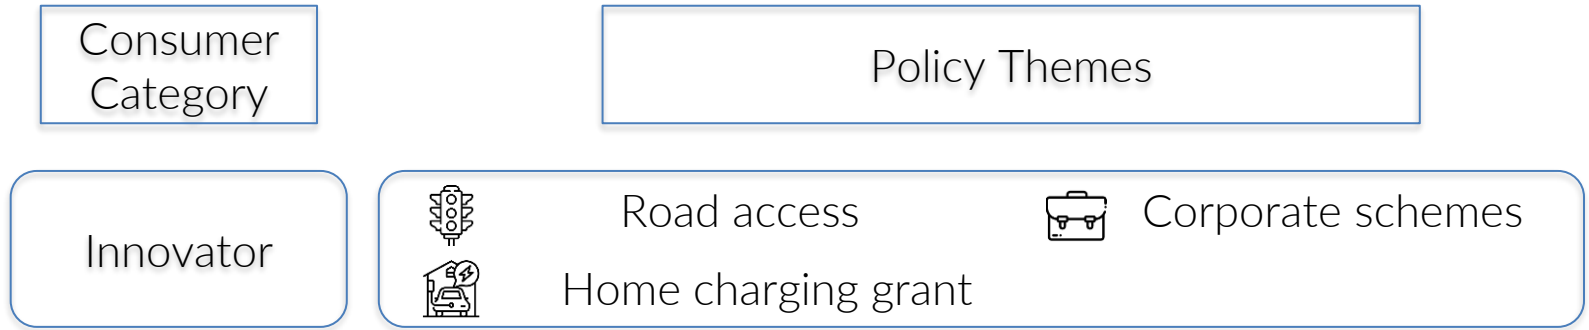 Consumer
Category
Policy Themes
Innovator
Road access
Corporate schemes
Home charging grant